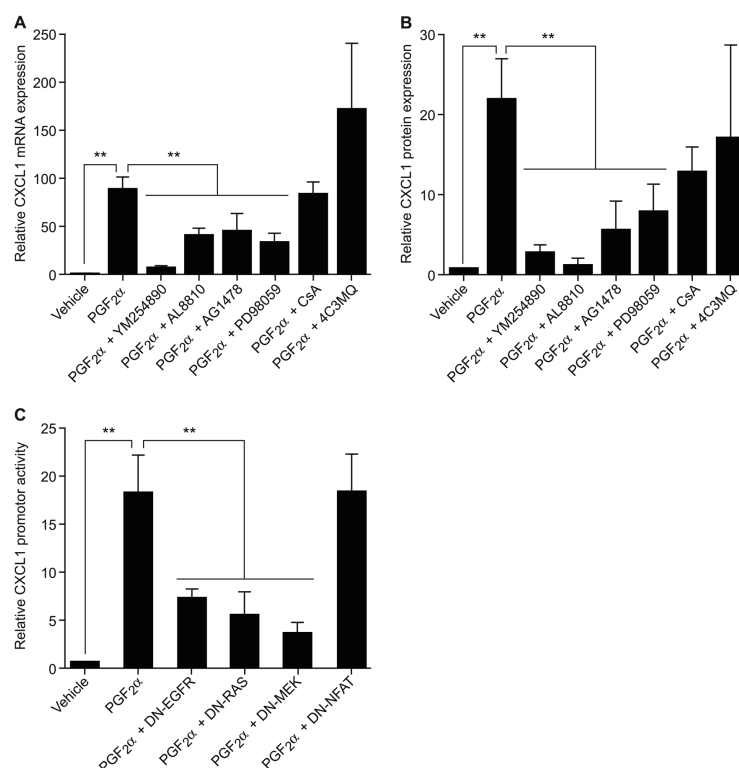 A
Relative CXCL1 mRNA expression
250
200
150
100
50
0
**
**
Vehicle
PGF2α
PGF2α + YM254890
PGF2α + AL8810
PGF2α + AG1478
PGF2α + PD98059
PGF2α + CsA
PGF2α + 4C3MQ
B
Relative CXCL1 protein expression
30
20
10
0
**
**
Vehicle
PGF2α
PGF2α + YM254890
PGF2α + AL8810
PGF2α + AG1478
PGF2α + PD98059
PGF2α + CsA
PGF2α + 4C3MQ
C
Relative CXCL1 promotor activity
25
20
15
10
5
0
**
**
Vehicle
PGF2α
PGF2α + DN-EGFR
PGF2α + DN-RAS
PGF2α + DN-MEK
PGF2α + DN-NFAT